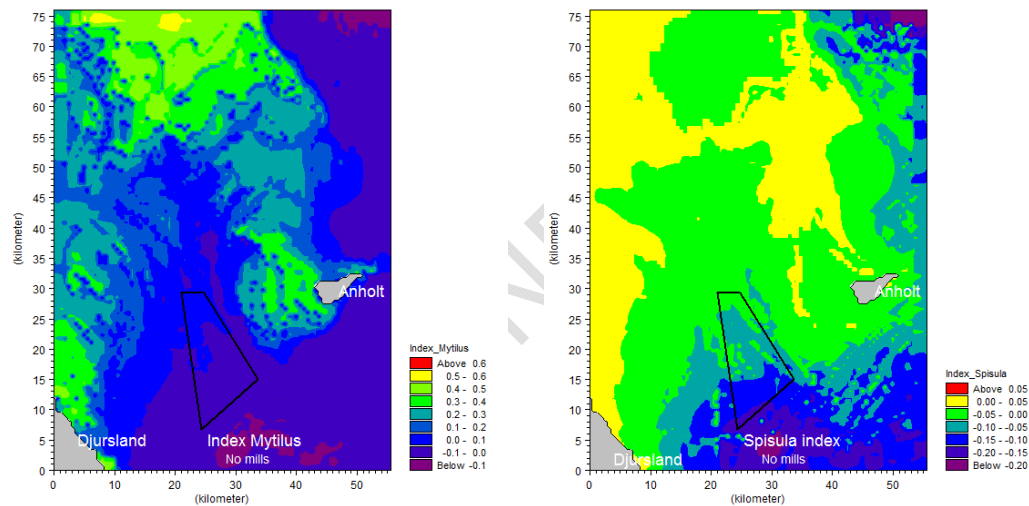 75
70
65
60
55
50
45
40
35
30
25
20
15
10
5
0
(kilometer)
0 10 20 30 40 50
(kilometer)
Anholt
Djursland
Index Mytilus
No mills
Index_Mytilus
Above 0.6
0.5 - 0.6
0.4 - 0.5
0.3 - 0.4
0.2 - 0.3
0.1 - 0.2
0.0 - 0.1
-0.1 - 0.0
Below -0.1
75
70
65
60
55
50
45
40
35
30
25
20
15
10
5
0
(kilometer)
0 10 20 30 40 50
(kilometer)
Anholt
Spisula index
No mills
Djursland
Index_Spisula
Above 0.05
0.00 - 0.05
-0.05 - 0.00
-0.10 - -0.05
-0.15 - -0.10
-0.20 - -0.15
Below -0.20